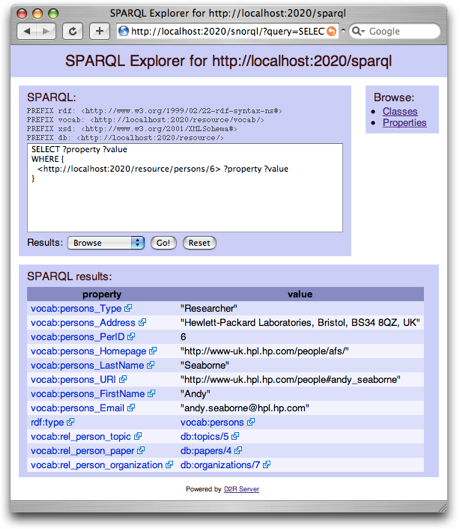 SPARQL Explorer for http://localhost:2020/sparql
http://localhost:2020/snorql/?query=SELEC
Google
SPARQL Explorer for http://localhost:2020/sparql
SPARQL:
PREFIX rdf: <http://www.w3.org/1999/02/22-rdf-syntax-ns#>
PREFIX vocab: <http://localhost:2020/resource/vocab/>
PREFIX xsd: <http://www.w3.org/2001/XMLSchema#>
PREFIX db: <http://localhost:2020/resource/>
SELECT ?property ?value
WHERE {
<http://localhost:2020/resource/persons/6> ?property ?value
}
Results: Browse Go! Reset
Browse:
Classes
Properties
SPARQL results:
property value
vocab:persons_Type "Researcher"
vocab:persons_Address "Hewlett-Packard Laboratories, Bristol, BS34 8QZ, UK"
vocab:persons_PerID 6
vocab:persons_Homepage "http://www-uk.hpl.hp.com/people/afs/"
vocab:persons_LastName "Seaborne"
vocab:persons_URI "http://www-uk.hpl.hp.com/people#andy_seaborne"
vocab:persons_FirstName "Andy"
vocab:persons_Email "andy.seaborne@hpl.hp.com"
rdf:type vocab:persons
vocab:rel_person_topic db:topics/5
vocab:rel_person_paper db:papers/4
vocab:rel_person_organization db:organizations/7
Powered by D2R Server